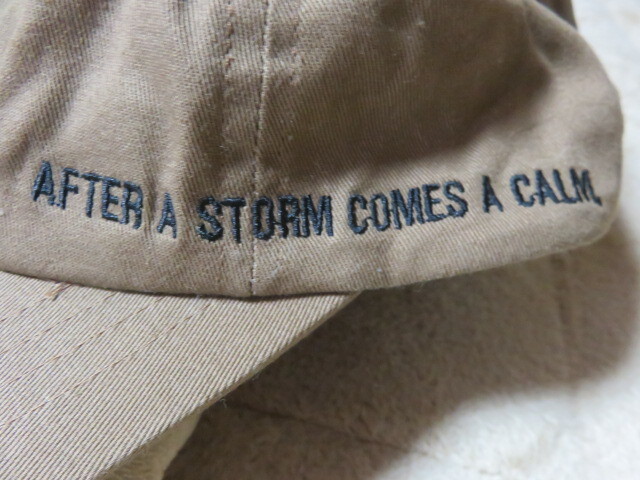 AFTER A STORM COMES A CALM.